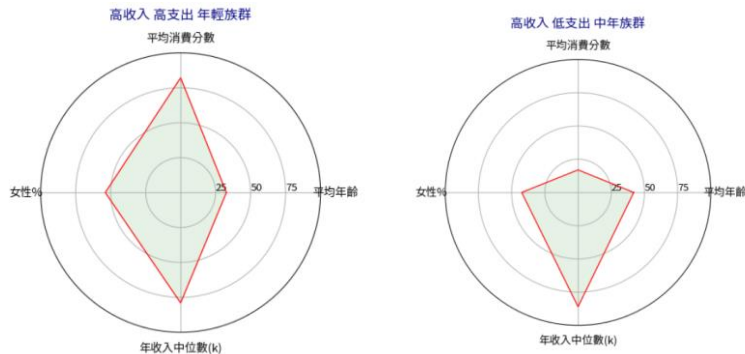 高收入 高支出 年輕族群
平均消費分數
女性%
25 50 75
平均年齡
年收入中位數(k)
高收入 低支出 中年族群
平均消費分數
女性%
25 50 75
平均年齡
年收入中位數(k)